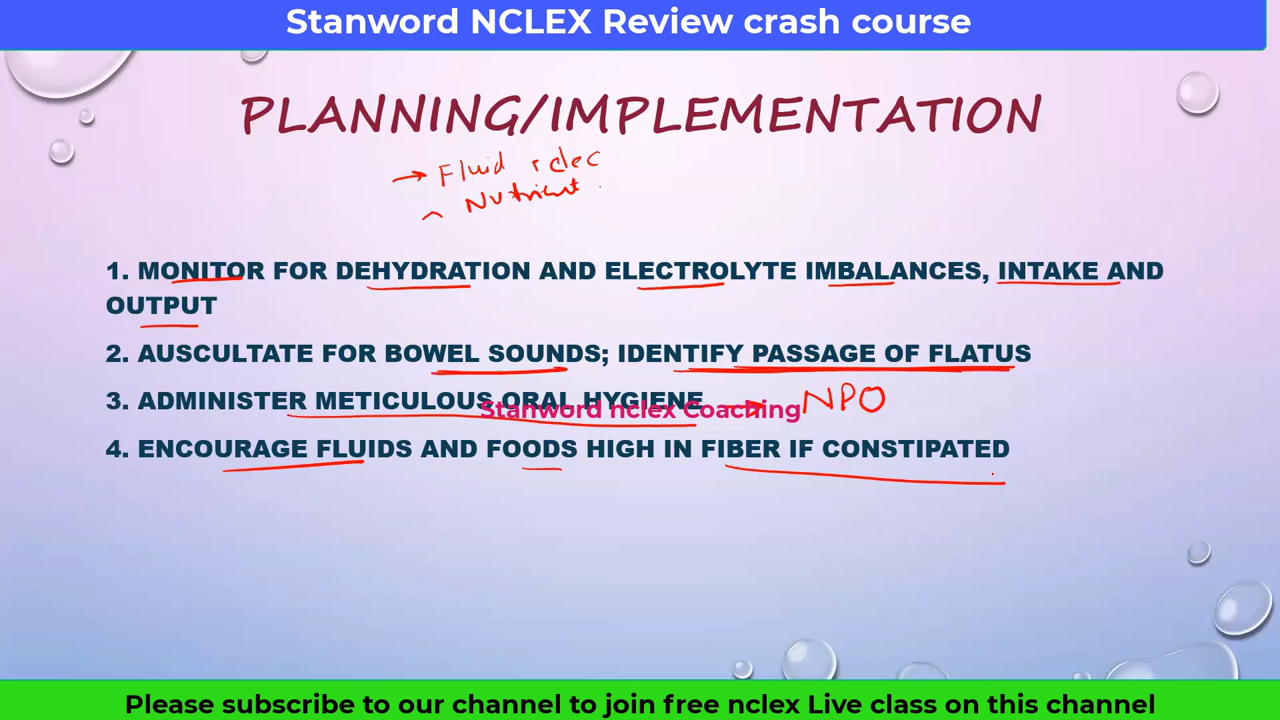 Stanword NCLEX Review crash course
PLANNING/IMPLEMENTATION
→ Fluid
Nutrient
1. MONITOR FOR DEHYDRATION AND ELECTROLYTE IMBALANCES, INTAKE AND
OUTPUT
2. AUSCULTATE FOR BOWEL SOUNDS; IDENTIFY PASSAGE OF FLATUS
3. ADMINISTER METICULOUS ORAL HYGIENE → NPO
Stanword nclex Coaching
4. ENCOURAGE FLUIDS AND FOODS HIGH IN FIBER IF CONSTIPATED
Please subscribe to our channel to join free nclex Live class on this channel